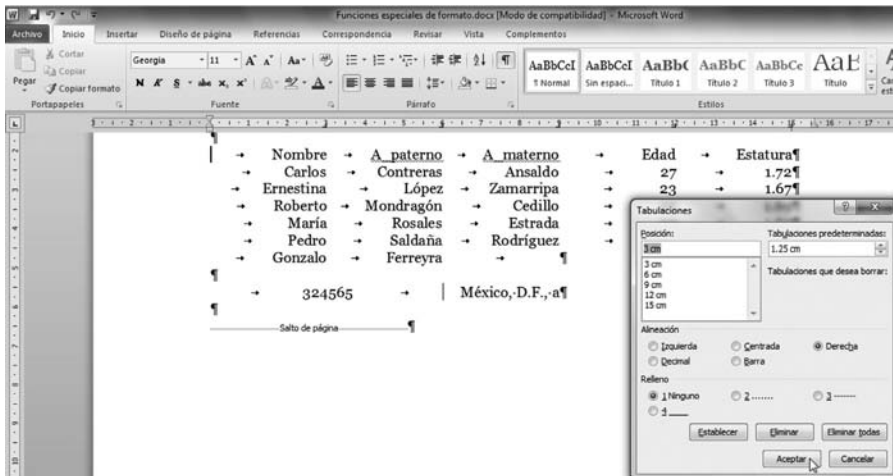 Funciones especiales de formato.docx [Modo de compatibilidad] - Microsoft Word
Archivo Inicio Insertar Diseño de página Referencias Correspondencia Revisar Vista Complementos
Pegar
Cortar
Copiar
Copiar formato
Portapapeles
Georgia 11
N K S abc x, x²
Fuente
Párrafo
AaBbCcI AaBbCcI AaBbC AaBbC AaBbCc AaB
¶ Normal Sin espaci... Título 1 Título 2 Título 3 Título
Estilos
¶
→ Nombre → A_paterno → A_materno → Edad → Estatura¶
→ Carlos → Contreras → Ansaldo → 27 → 1.72¶
→ Ernestina → López → Zamarripa → 23 → 1.67¶
→ Roberto → Mondragón → Cedillo →
→ María → Rosales → Estrada →
→ Pedro → Saldaña → Rodríguez →
→ Gonzalo → Ferreyra → ¶
¶
→ 324565 → México,·D.F.,·a¶
¶
Salto de página ¶
Tabulaciones
Posición:
3 cm
3 cm
6 cm
9 cm
12 cm
15 cm
Tabulaciones predeterminadas:
1.25 cm
Tabulaciones que desea borrar:
Alineación
Izquierda Centrada Derecha
Decimal Barra
Relleno
1 Ninguno 2 ....... 3 -------
4 ____
Establecer Eliminar Eliminar todas
Aceptar Cancelar